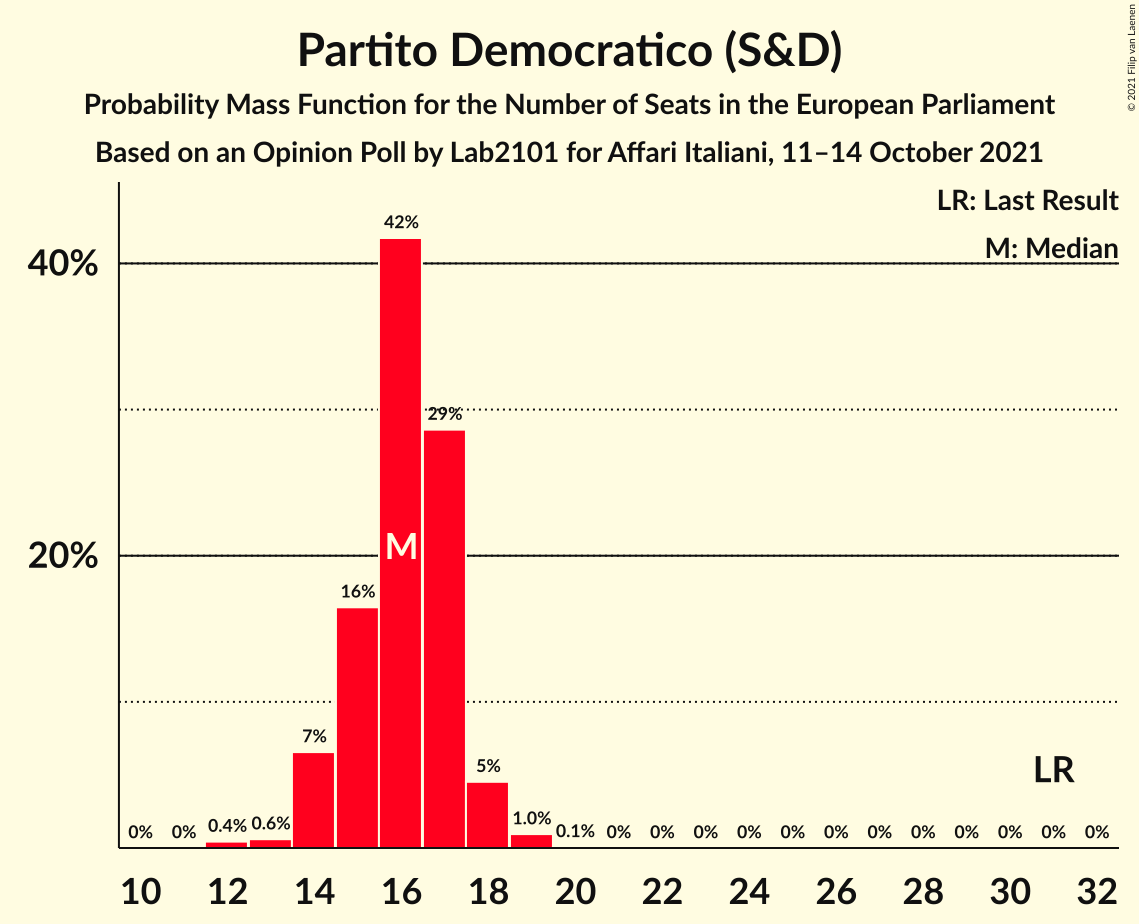 Partito Democratico (S&D)
Probability Mass Function for the Number of Seats in the European Parliament
Based on an Opinion Poll by Lab2101 for Affari Italiani, 11–14 October 2021
© 2021 Filip van Laenen
LR: Last Result
M: Median
40%
20%
0% 0% 0.4% 0.6% 7% 16% 42% 29% 5% 1.0% 0.1% 0% 0% 0% 0% 0% 0% 0% 0% 0% 0% 0% 0%
M
LR
10 12 14 16 18 20 22 24 26 28 30 32